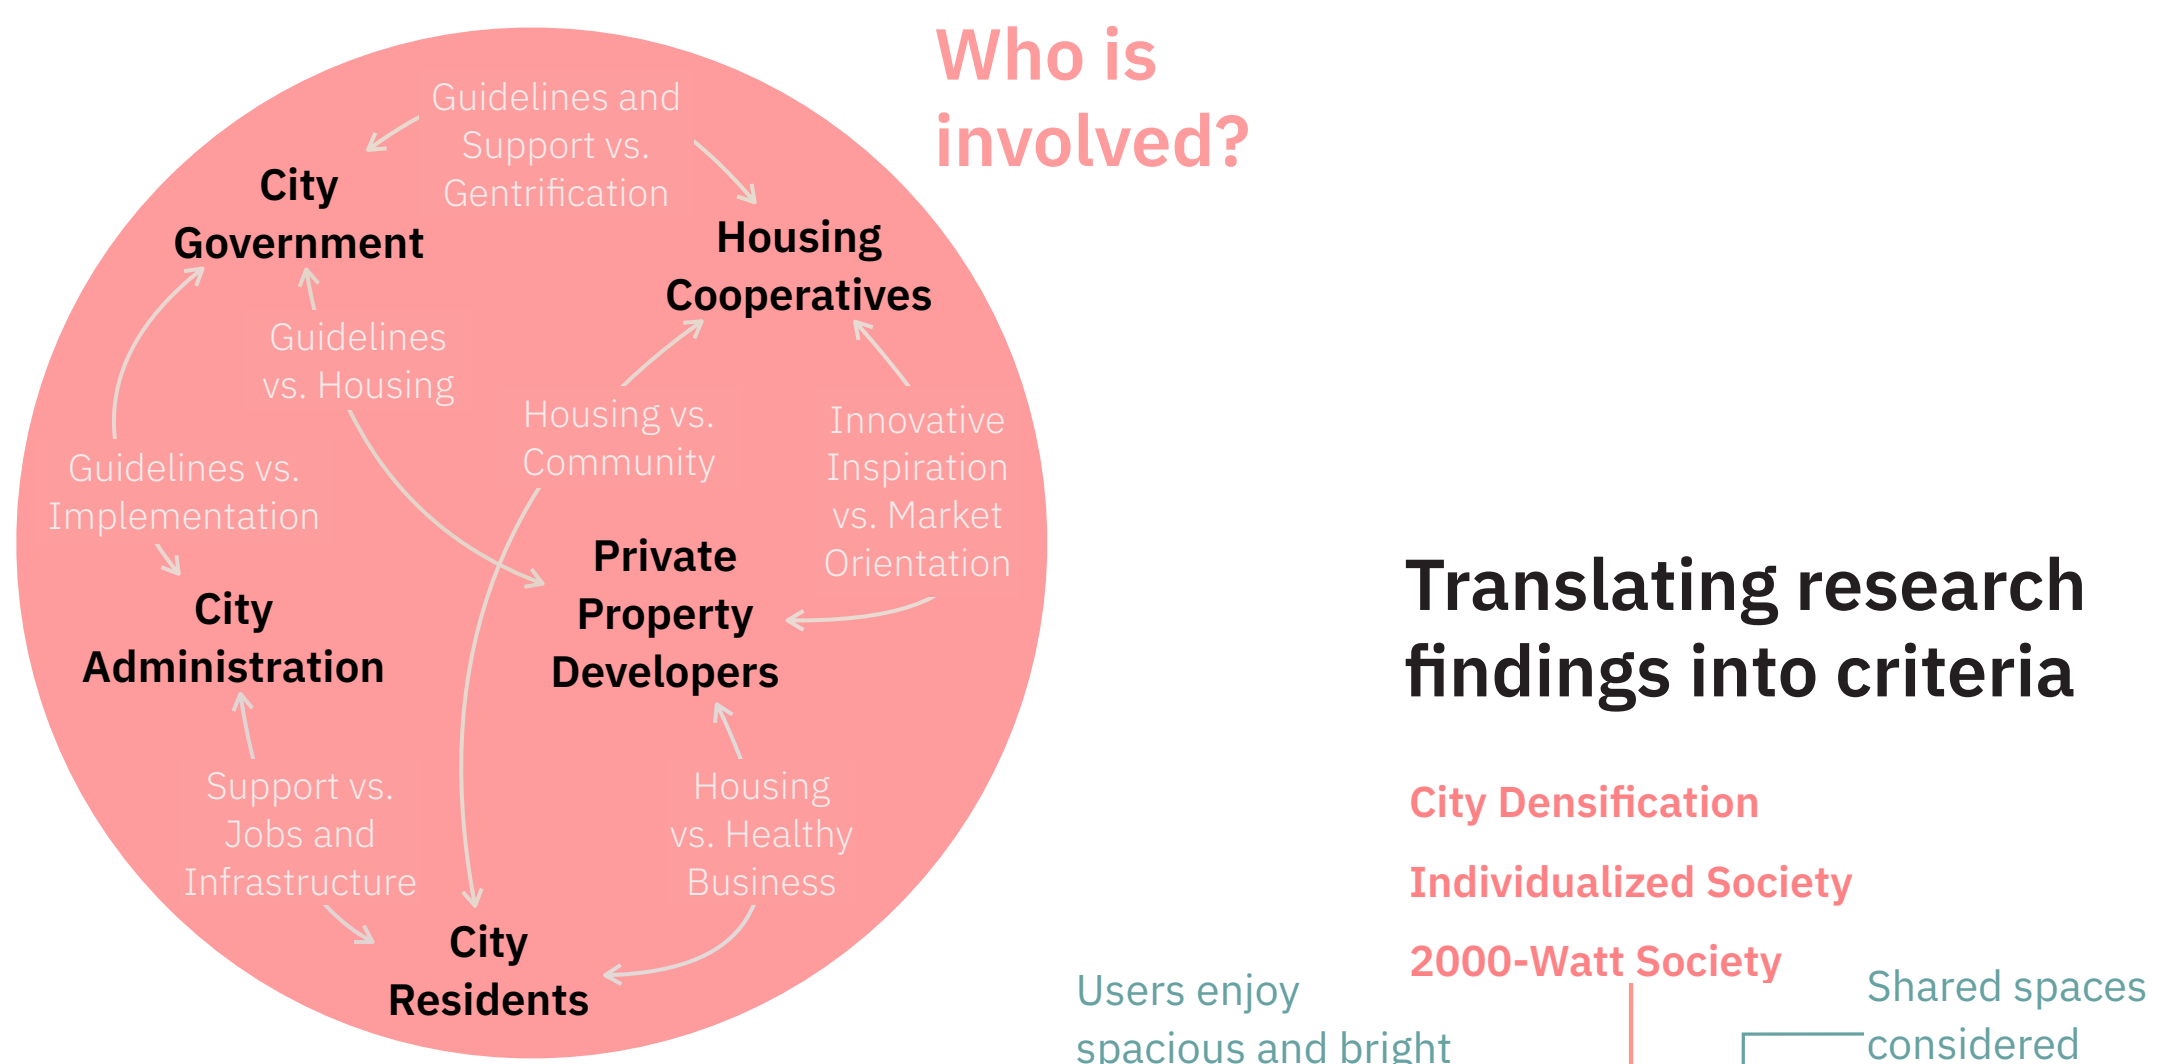 Who is
involved?
Guidelines and
Support vs.
Gentrification
City
Government
Housing
Cooperatives
Guidelines
vs. Housing
Housing vs.
Community
Innovative
Inspiration
vs. Market
Orientation
Guidelines vs.
Implementation
Private
Property
Developers
City
Administration
Support vs.
Jobs and
Infrastructure
Housing
vs. Healthy
Business
City
Residents
Translating research
findings into criteria
City Densification
Individualized Society
2000-Watt Society
Users enjoy
spacious and bright
Shared spaces
considered